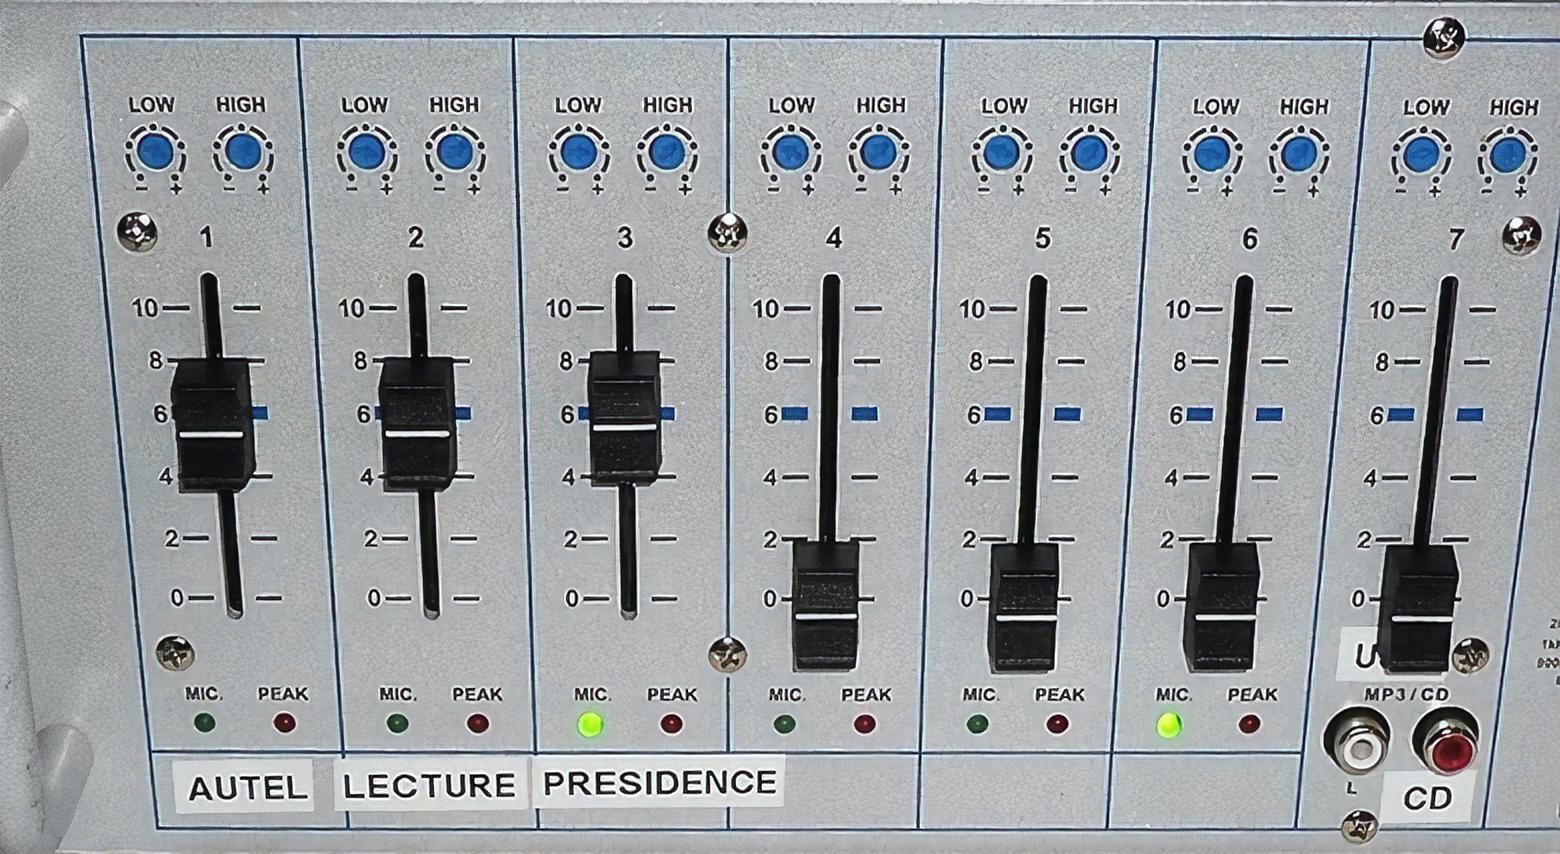 LOW HIGH LOW HIGH LOW HIGH LOW HIGH LOW HIGH LOW HIGH LOW HIGH
- + - + - + - + - + - + - + - + - + - + - + - + - + - +
1 2 3 4 5 6 7
10 10 10 10 10 10 10
8 8 8 8 8 8 8
6 6 6 6 6 6 6
4 4 4 4 4 4 4
2 2 2 2 2 2 2
0 0 0 0 0 0 0
MIC. PEAK MIC. PEAK MIC. PEAK MIC. PEAK MIC. PEAK MIC. PEAK MP3/CD
AUTEL LECTURE PRESIDENCE L CD